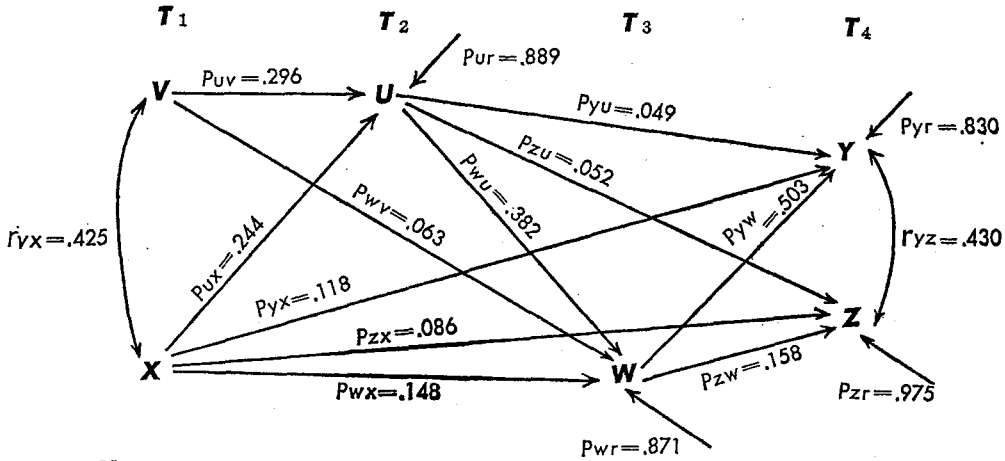 T1 T2 T3 T4
Pur=.889
Puv=.296
V
U
Pyu=.049
Pyr=.830
Y
Pzu=.052
Pwu=.382
Pwv=.063
Pyw=.503
rvx=.425
ryz=.430
Pux=.244
Pyx=.118
Pzx=.086
Z
X
W
Pwx=.148
Pzw=.158
Pzr=.975
Pwr=.871